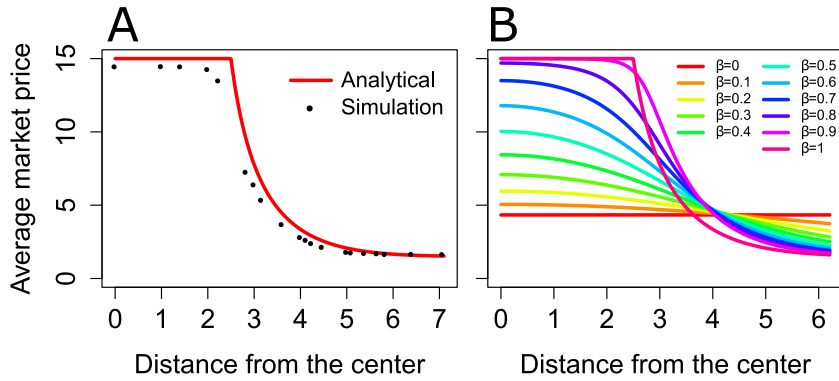 A
B
15
10
5
0
Average market price
Analytical
Simulation
0 1 2 3 4 5 6 7
Distance from the center
β=0
β=0.1
β=0.2
β=0.3
β=0.4
β=0.5
β=0.6
β=0.7
β=0.8
β=0.9
β=1
0 1 2 3 4 5 6
Distance from the center